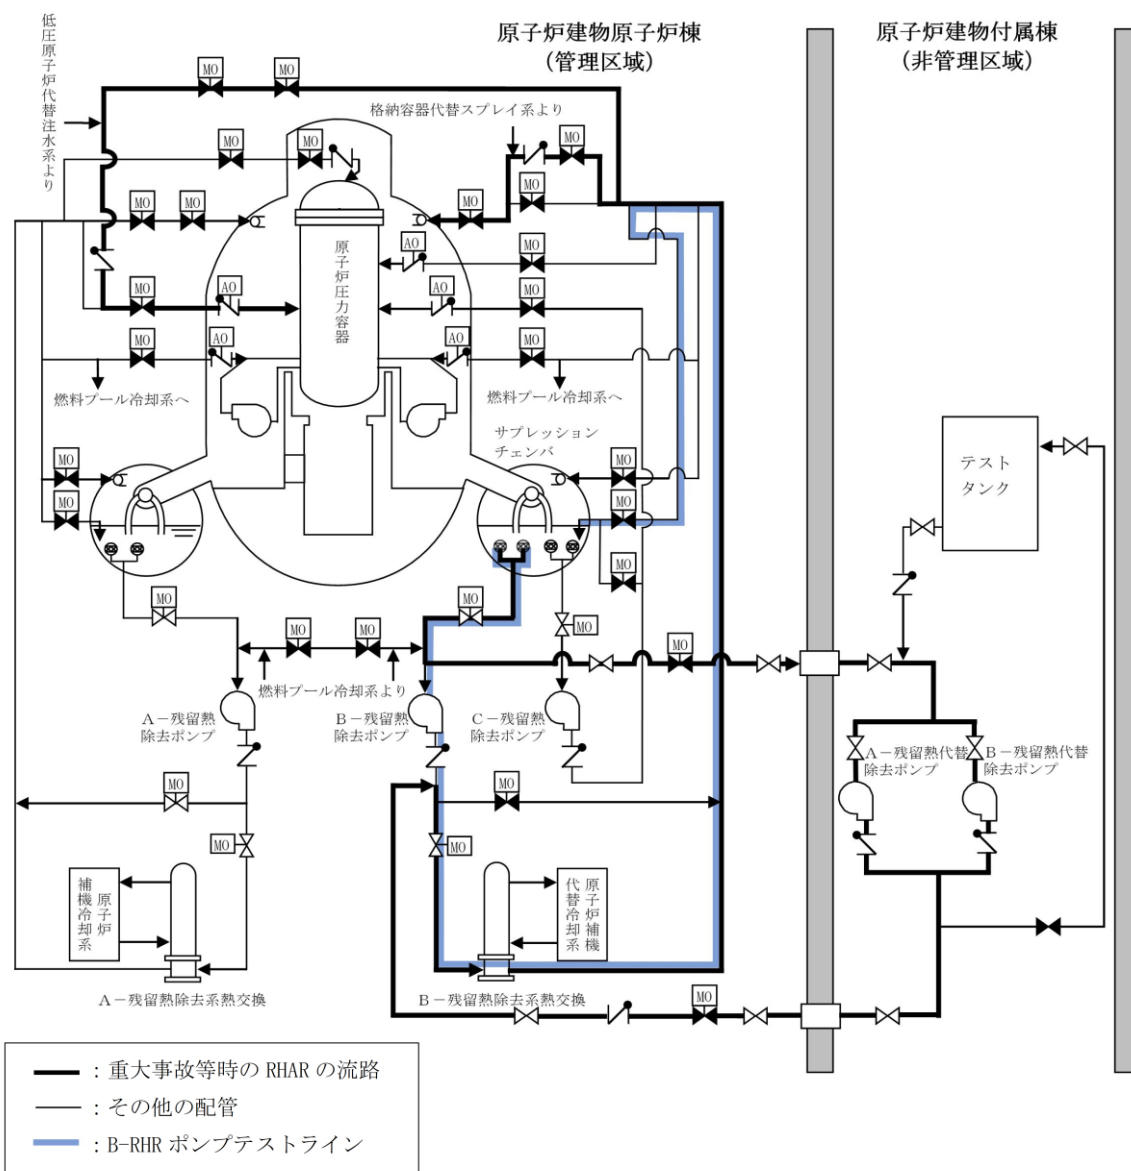 原子炉建物原子炉棟
(管理区域)
原子炉建物付属棟
(非管理区域)
低圧原子炉代替
注水系より
MO
MO
格納容器代替スプレイ系より
MO
MO
MO
MO
MO
MO
MO
AO
MO
原子炉圧力容器
MO
AO
AO
MO
MO
AO
AO
MO
燃料プール冷却系へ
燃料プール冷却系へ
サプレッション
チェンバ
MO
MO
MO
MO
MO
テスト
タンク
MO
MO
MO
MO
MO
MO
燃料プール冷却系より
A-残留熱
除去ポンプ
B-残留熱
除去ポンプ
C-残留熱
除去ポンプ
A-残留熱代替
除去ポンプ
B-残留熱代替
除去ポンプ
MO
MO
MO
MO
原子炉
補機冷却系
原子炉補機
代替冷却系
A-残留熱除去系熱交換
B-残留熱除去系熱交換
MO
:重大事故等時の RHAR の流路
:その他の配管
:B-RHR ポンプテストライン